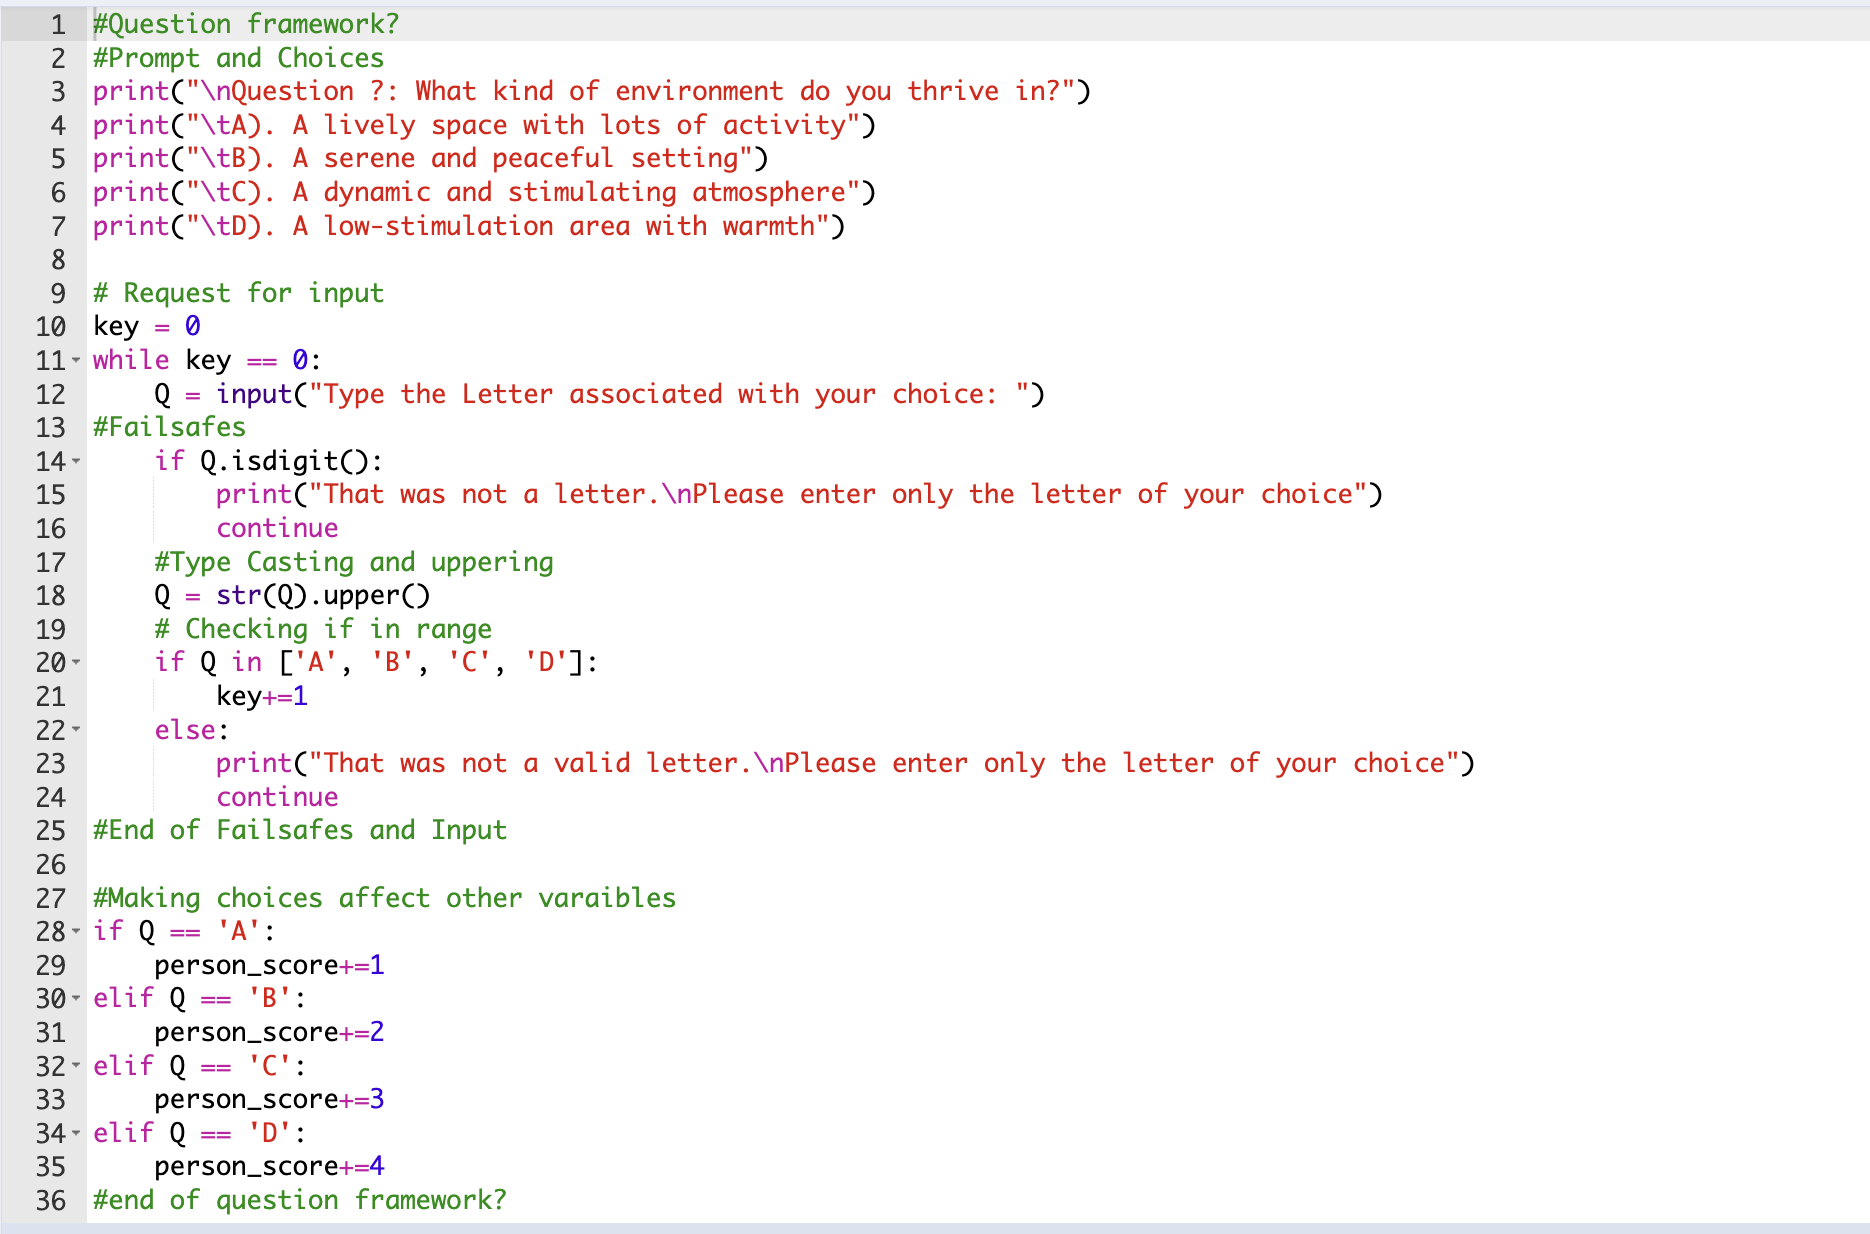 1 #Question framework?
2 #Prompt and Choices
3 print("\nQuestion ?: What kind of environment do you thrive in?")
4 print("\tA). A lively space with lots of activity")
5 print("\tB). A serene and peaceful setting")
6 print("\tC). A dynamic and stimulating atmosphere")
7 print("\tD). A low-stimulation area with warmth")
8
9 # Request for input
10 key = 0
11 while key == 0:
12     Q = input("Type the Letter associated with your choice: ")
13 #Failsafes
14     if Q.isdigit():
15         print("That was not a letter.\nPlease enter only the letter of your choice")
16         continue
17     #Type Casting and uppering
18     Q = str(Q).upper()
19     # Checking if in range
20     if Q in ['A', 'B', 'C', 'D']:
21         key+=1
22     else:
23         print("That was not a valid letter.\nPlease enter only the letter of your choice")
24         continue
25 #End of Failsafes and Input
26
27 #Making choices affect other varaibles
28 if Q == 'A':
29     person_score+=1
30 elif Q == 'B':
31     person_score+=2
32 elif Q == 'C':
33     person_score+=3
34 elif Q == 'D':
35     person_score+=4
36 #end of question framework?